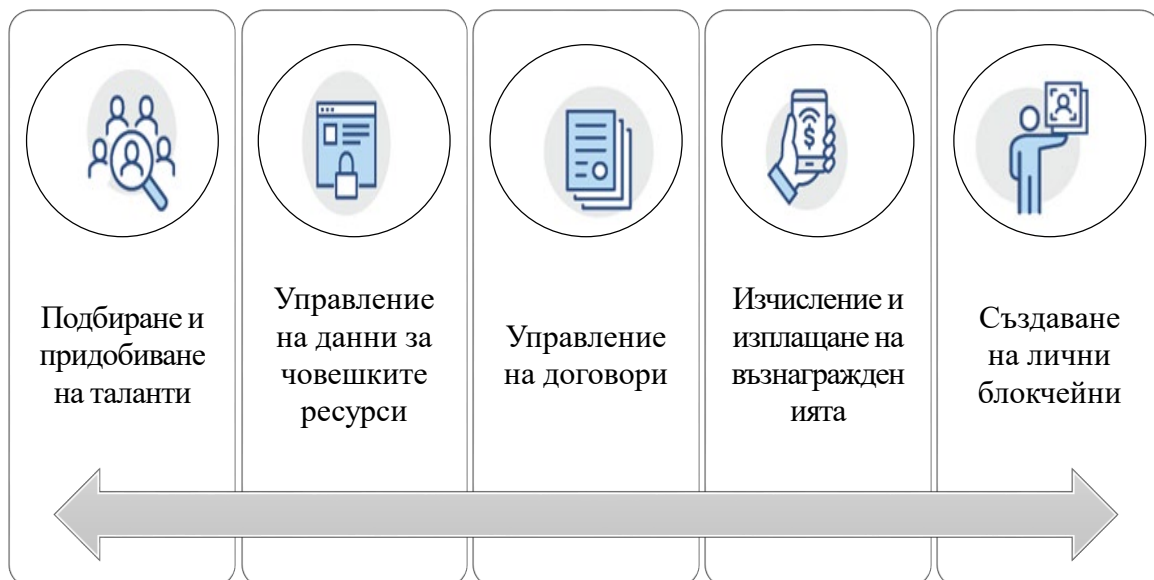 Подбиране и
придобиване
на таланти
Управление
на данни за
човешките
ресурси
Управление
на договори
Изчисление и
изплащане на
възнагражден
ията
Създаване
на лични
блокчейни